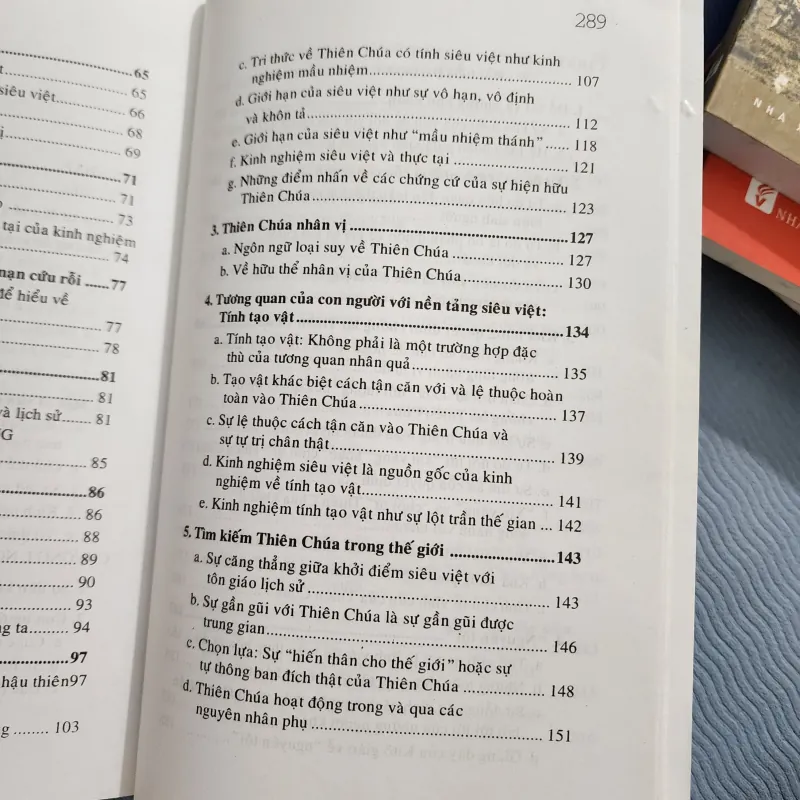 65
65
siêu việt 66
68
69
71
71
73
tại của kinh nghiệm
74
cứu rỗi ......77
để hiểu về
77
78
81
81
và lịch sử........ 81
85
86
86
88
89
90
93
ta......... 94
97
hậu thiên97
103
289
c. Tri thức về Thiên Chúa có tính siêu việt như kinh
nghiệm mầu nhiệm 107
d. Giới hạn của siêu việt như sự vô hạn, vô định
và khôn tả 112
e. Giới hạn của siêu việt như “mầu nhiệm thánh” ...... 118
f. Kinh nghiệm siêu việt và thực tại 121
g. Những điểm nhấn về các chứng cứ của sự hiện hữu
Thiên Chúa 123
3. Thiên Chúa nhân vị 127
a. Ngôn ngữ loại suy về Thiên Chúa 127
b. Về hữu thể nhân vị của Thiên Chúa 130
4. Tương quan của con người với nền tảng siêu việt:
Tính tạo vật 134
a. Tính tạo vật: Không phải là một trường hợp đặc
thù của tương quan nhân quả 135
b. Tạo vật khác biệt cách tận căn với và lệ thuộc hoàn
toàn vào Thiên Chúa 137
c. Sự lệ thuộc cách tận căn vào Thiên Chúa và
sự tự trị chân thật 139
d. Kinh nghiệm siêu việt là nguồn gốc của kinh
nghiệm về tính tạo vật 141
e. Kinh nghiệm tính tạo vật như sự lột trần thế gian ... 142
5. Tìm kiếm Thiên Chúa trong thế giới 143
a. Sự căng thẳng giữa khởi điểm siêu việt với
tôn giáo lịch sử 143
b. Sự gần gũi với Thiên Chúa là sự gần gũi được
trung gian 146
c. Chọn lựa: Sự “hiến thân cho thế giới” hoặc sự
tự thông ban đích thật của Thiên Chúa 148
d. Thiên Chúa hoạt động trong và qua các
nguyên nhân phụ 151
NHÀ